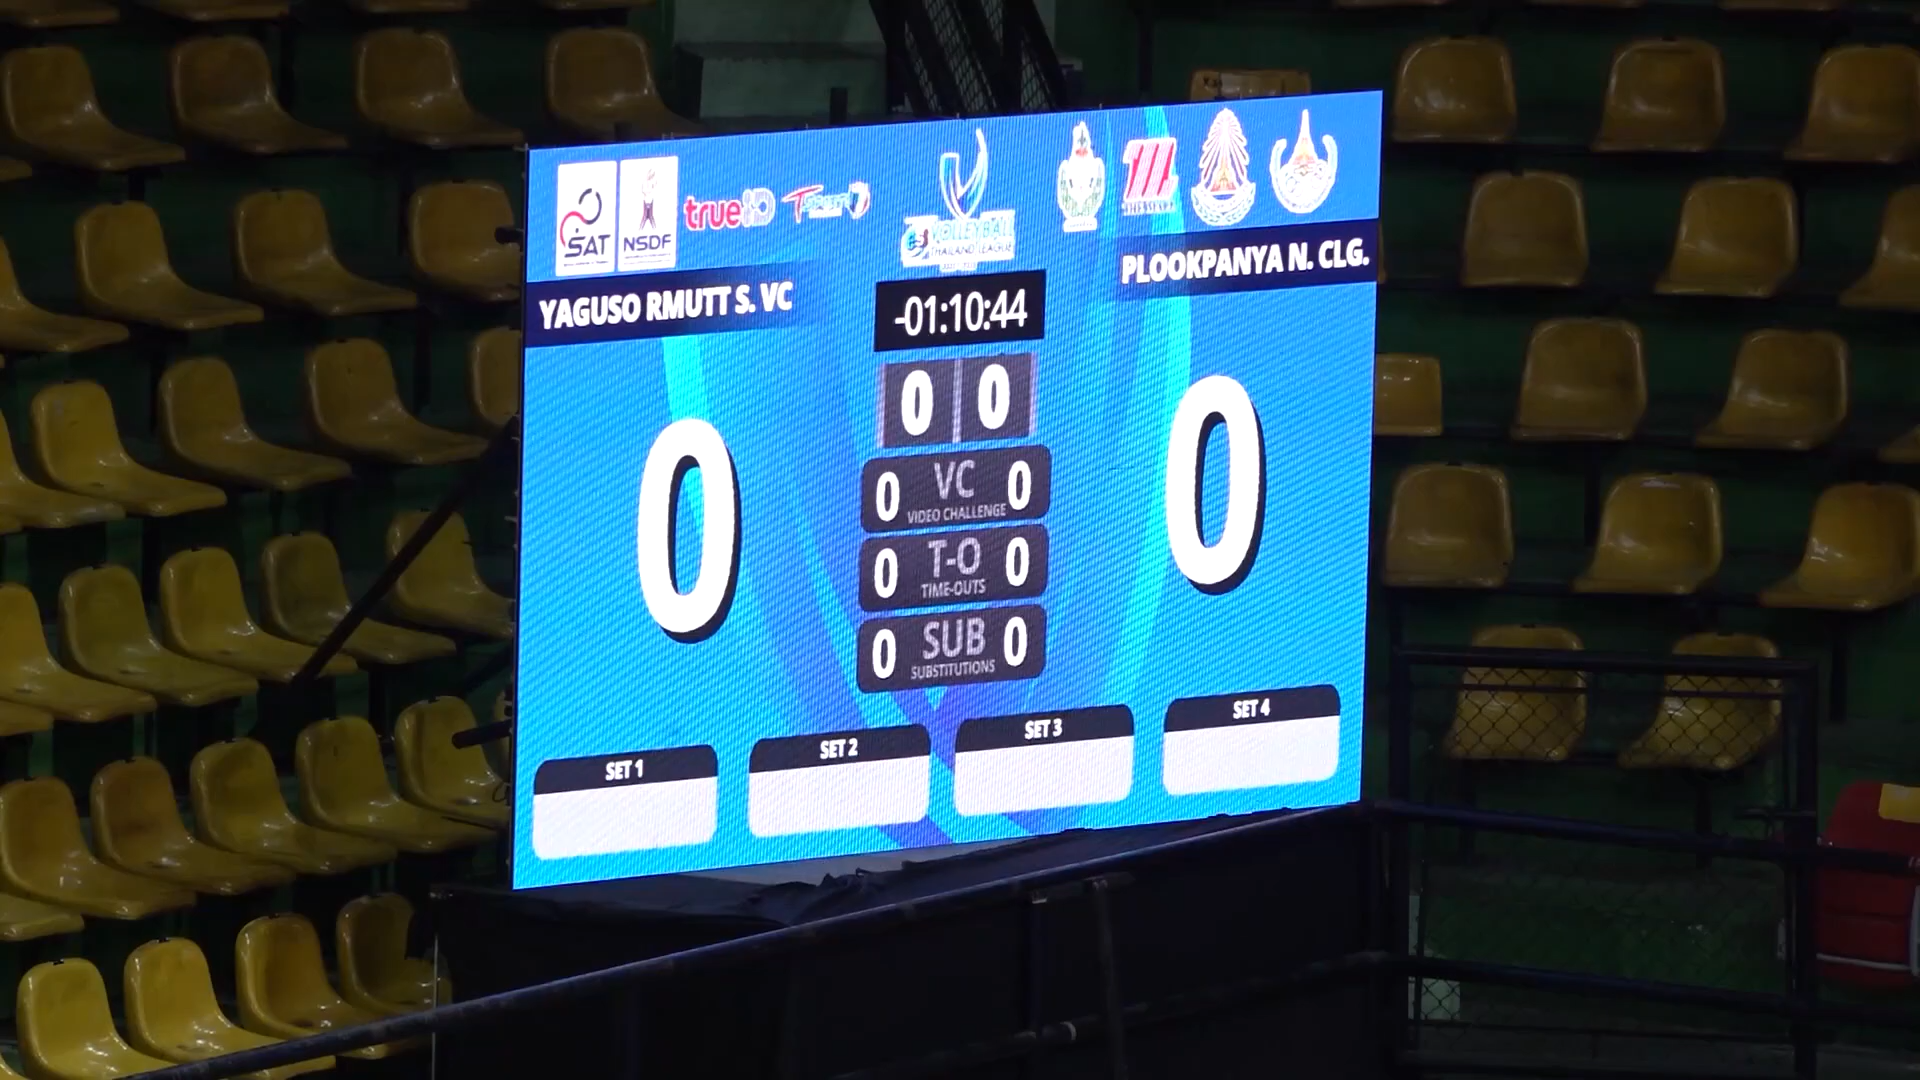 SAT
NSDF
true ID
VOLLEYBALL
THAILAND LEAGUE
YAGUSO RMUTT S. VC
PLOOKPANYA N. CLG.
-01:10:44
0 0
0 0
0 VC 0
VIDEO CHALLENGE
0 T-O 0
TIME-OUTS
0 SUB 0
SUBSTITUTIONS
SET 1
SET 2
SET 3
SET 4